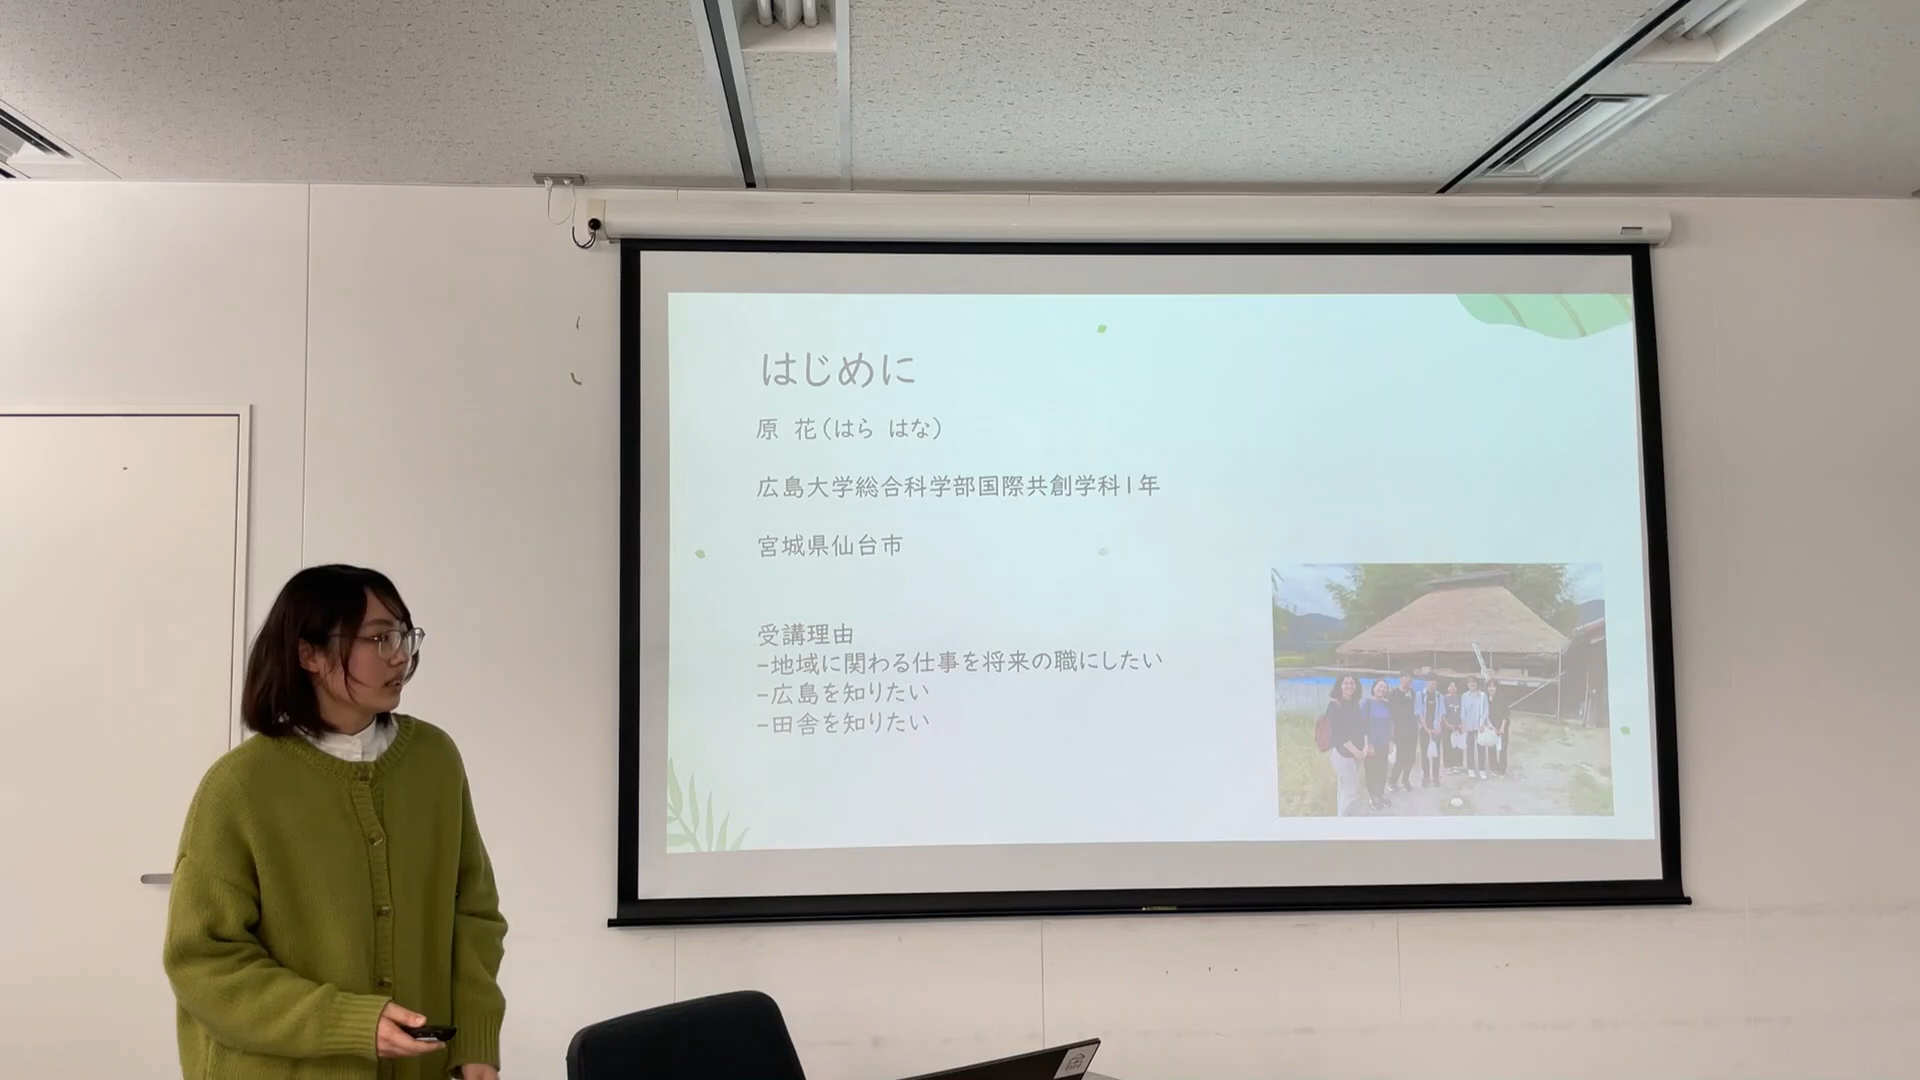 はじめに
原 花(はら はな)
広島大学総合科学部国際共創学科1年
宮城県仙台市
受講理由
-地域に関わる仕事を将来の職にしたい
-広島を知りたい
-田舎を知りたい